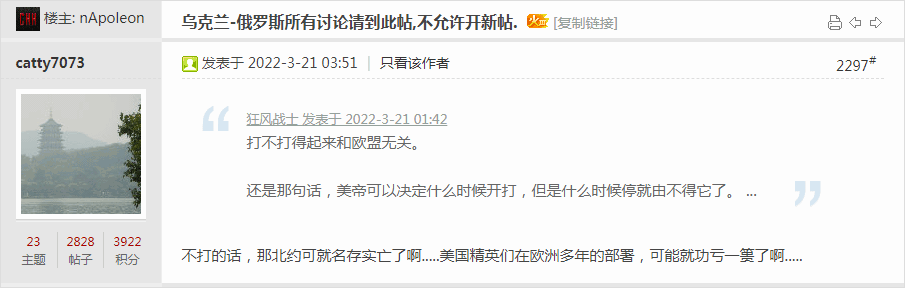 楼主: nApoleon
乌克兰-俄罗斯所有讨论请到此帖,不允许开新帖. 火 [复制链接]
catty7073
发表于 2022-3-21 03:51 | 只看该作者
2297#
狂风战士 发表于 2022-3-21 01:42
打不打得起来和欧盟无关。
还是那句话，美帝可以决定什么时候开打，但是什么时候停就由不得它了。 ...
23 2828 3922
主题 帖子 积分
不打的话，那北约可就名存实亡了啊.....美国精英们在欧洲多年的部署，可能就功亏一篑了啊.....